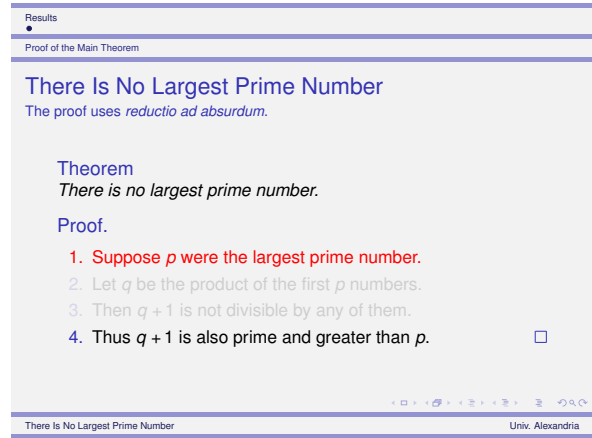 Results
Proof of the Main Theorem
There Is No Largest Prime Number
The proof uses reductio ad absurdum.
Theorem
There is no largest prime number.
Proof.
1. Suppose p were the largest prime number.
2. Let q be the product of the first p numbers.
3. Then q + 1 is not divisible by any of them.
4. Thus q + 1 is also prime and greater than p. □
There Is No Largest Prime Number Univ. Alexandria